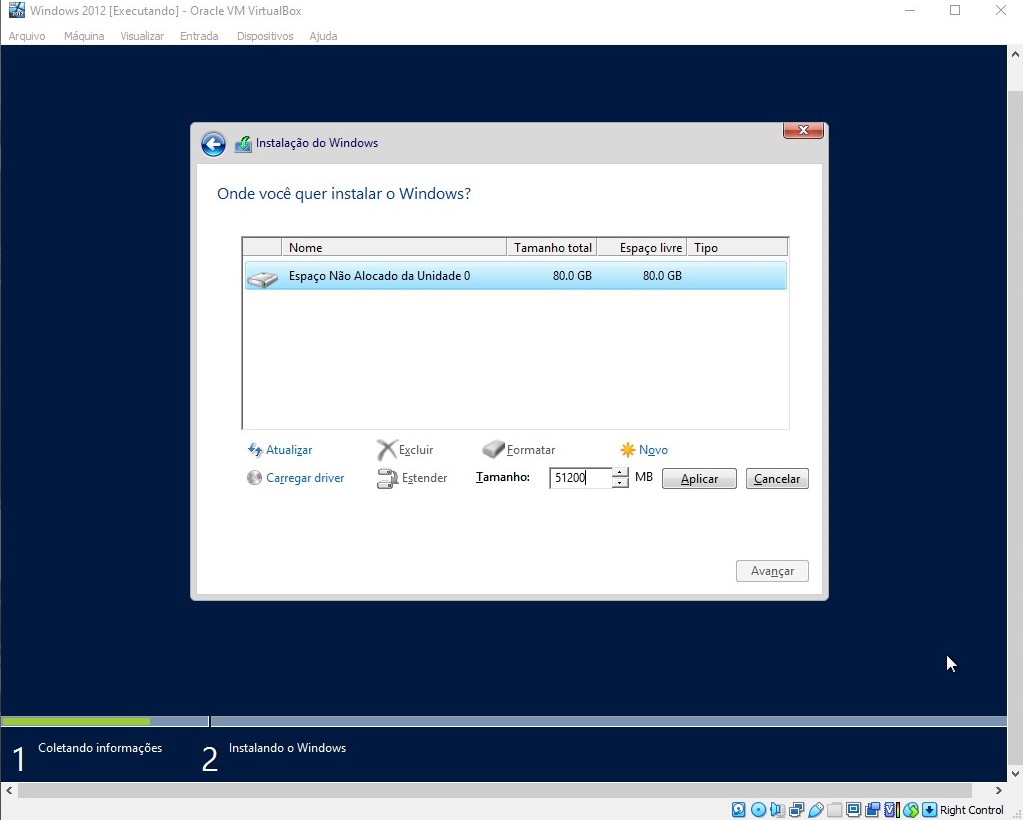 Windows 2012 [Executando] - Oracle VM VirtualBox
Arquivo Máquina Visualizar Entrada Dispositivos Ajuda
Instalação do Windows
Onde você quer instalar o Windows?
Nome Tamanho total Espaço livre Tipo
Espaço Não Alocado da Unidade 0 80.0 GB 80.0 GB
Atualizar Excluir Formatar Novo
Carregar driver Estender Tamanho: 51200 MB Aplicar Cancelar
Avançar
1 Coletando informações 2 Instalando o Windows
Right Control